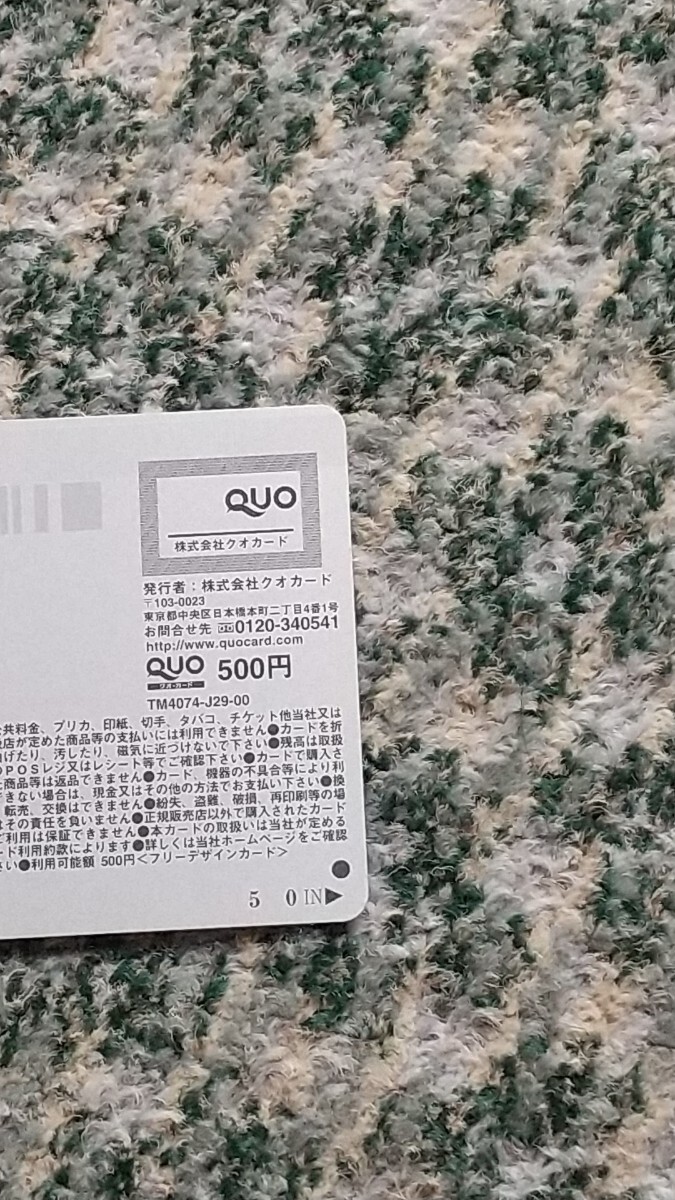 QUO
株式会社クオカード
発行者：株式会社クオカード
〒103-0023
東京都中央区日本橋本町二丁目4番1号
お問合せ先 0120-340541
http://www.quocard.com
QUO 500円
クオ・カード
TM4074-J29-00
共料金、プリカ、印紙、切手、タバコ、チケット他当社又は
店が定めた商品等の支払いには利用できません●カードを折
曲げたり、汚したり、磁気に近づけないで下さい●残高は取扱
のPOSレジ又はレシート等でご確認下さい●カードで購入さ
た商品等は返品できません●カード、機器の不具合等により利
できない場合は、現金又はその他の方法でお支払い下さい●換
、転売、交換はできません●紛失、盗難、破損、再印刷等の場
はその責任を負いません●正規販売店以外で購入されたカード
ご利用は保証できません●本カードの取扱いは当社が定める
ード利用約款によります●詳しくは当社ホームページをご確認
さい●利用可能額 500円＜フリーデザインカード＞
5 0 IN▶